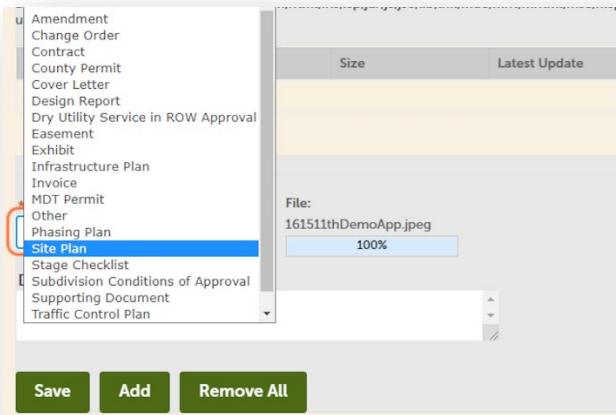 Amendment
Change Order
Contract
County Permit
Cover Letter
Design Report
Dry Utility Service in ROW Approval
Easement
Exhibit
Infrastructure Plan
Invoice
MDT Permit
Other
Phasing Plan
Site Plan
Stage Checklist
Subdivision Conditions of Approval
Supporting Document
Traffic Control Plan
Size Latest Update
File:
161511thDemoApp.jpeg
100%
Save Add Remove All